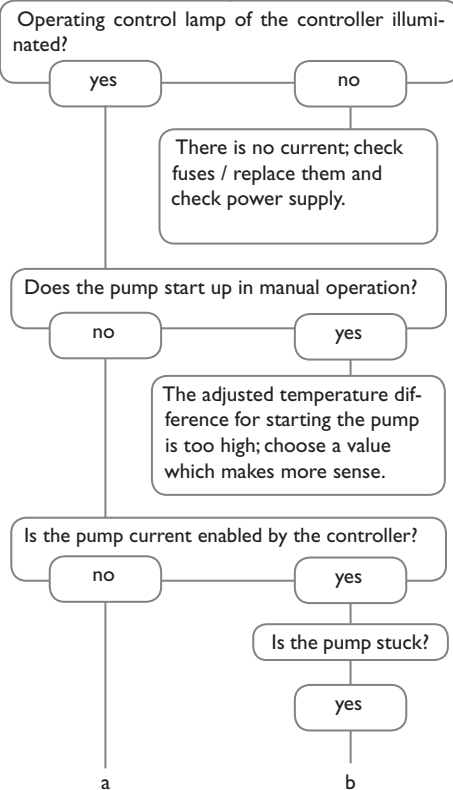 Operating control lamp of the controller illumi-
nated?
yes
no
There is no current; check
fuses / replace them and
check power supply.
Does the pump start up in manual operation?
no
yes
The adjusted temperature dif-
ference for starting the pump
is too high; choose a value
which makes more sense.
Is the pump current enabled by the controller?
no
yes
Is the pump stuck?
yes
a
b